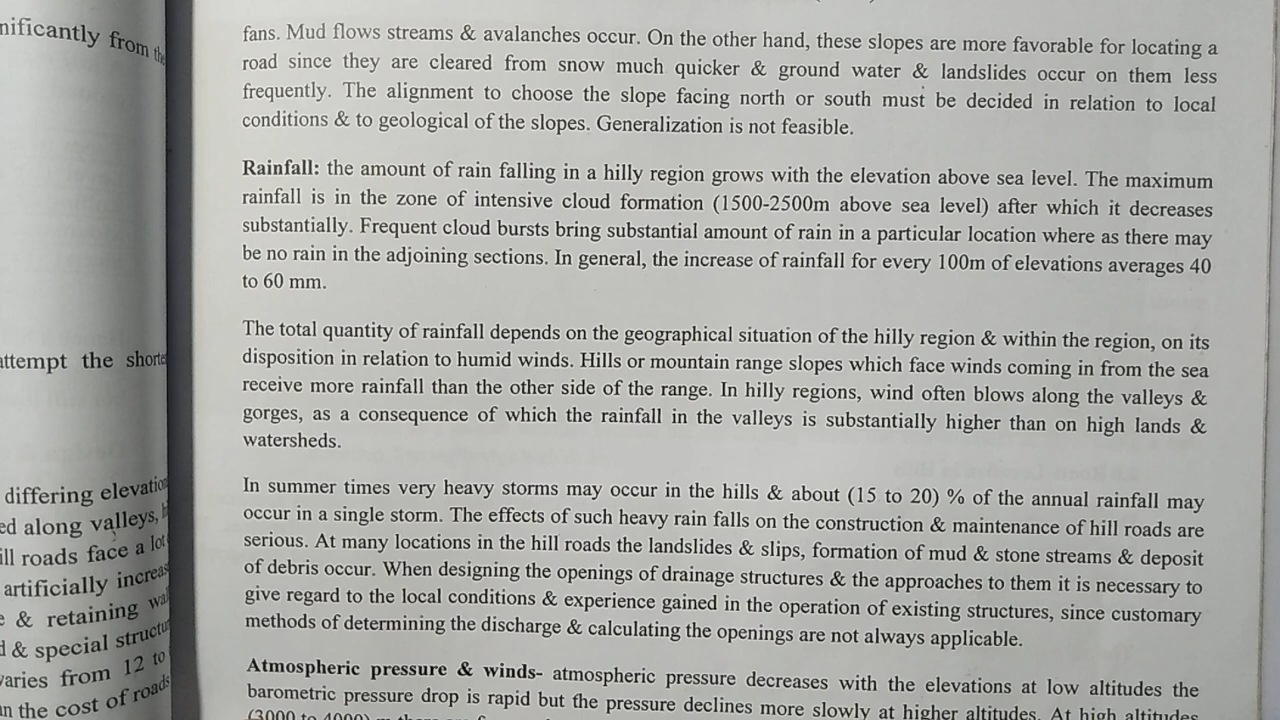 nificantly from the
attempt the shorte
differing elevation
ed along valleys,
ill roads face a lot
artificially increas
& retaining wa
& special structu
varies from 12 to
n the cost of roads
fans. Mud flows streams & avalanches occur. On the other hand, these slopes are more favorable for locating a
road since they are cleared from snow much quicker & ground water & landslides occur on them less
frequently. The alignment to choose the slope facing north or south must be decided in relation to local
conditions & to geological of the slopes. Generalization is not feasible.
Rainfall: the amount of rain falling in a hilly region grows with the elevation above sea level. The maximum
rainfall is in the zone of intensive cloud formation (1500-2500m above sea level) after which it decreases
substantially. Frequent cloud bursts bring substantial amount of rain in a particular location where as there may
be no rain in the adjoining sections. In general, the increase of rainfall for every 100m of elevations averages 40
to 60 mm.
The total quantity of rainfall depends on the geographical situation of the hilly region & within the region, on its
disposition in relation to humid winds. Hills or mountain range slopes which face winds coming in from the sea
receive more rainfall than the other side of the range. In hilly regions, wind often blows along the valleys &
gorges, as a consequence of which the rainfall in the valleys is substantially higher than on high lands &
watersheds.
In summer times very heavy storms may occur in the hills & about (15 to 20) % of the annual rainfall may
occur in a single storm. The effects of such heavy rain falls on the construction & maintenance of hill roads are
serious. At many locations in the hill roads the landslides & slips, formation of mud & stone streams & deposit
of debris occur. When designing the openings of drainage structures & the approaches to them it is necessary to
give regard to the local conditions & experience gained in the operation of existing structures, since customary
methods of determining the discharge & calculating the openings are not always applicable.
Atmospheric pressure & winds- atmospheric pressure decreases with the elevations at low altitudes the
barometric pressure drop is rapid but the pressure declines more slowly at higher altitudes. At high altitudes
(3000 to 4000) m there are